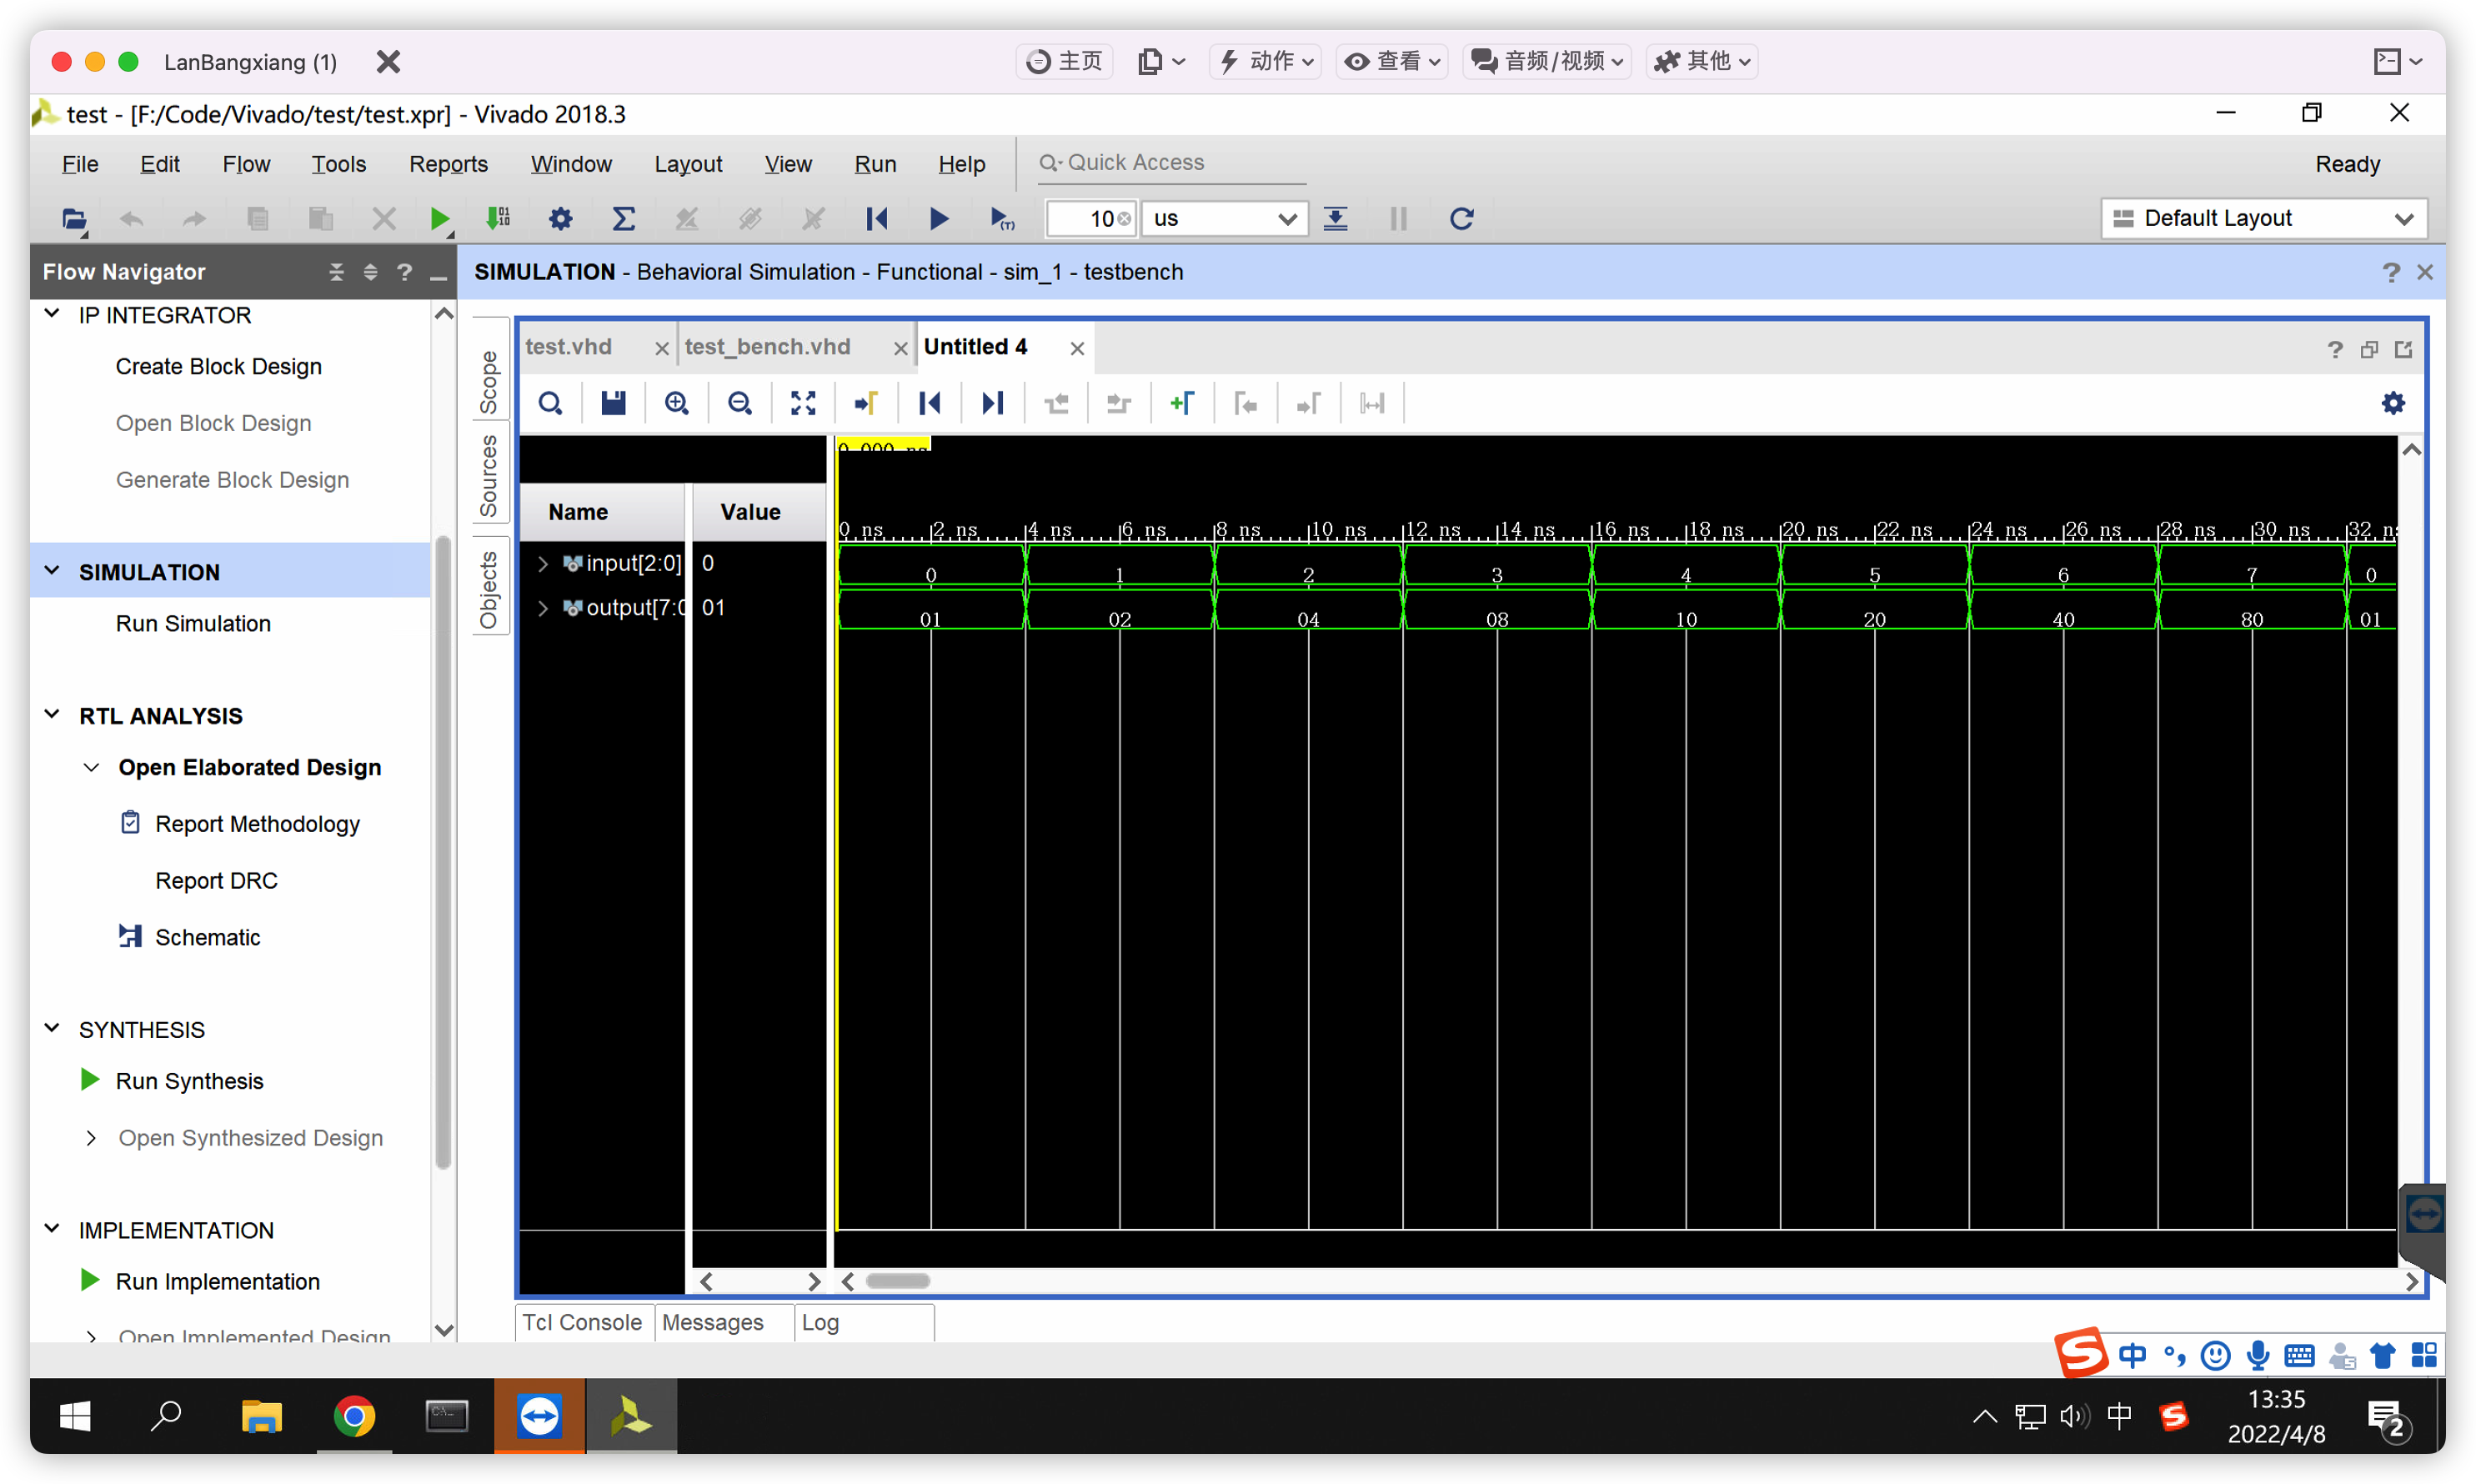 LanBangxiang (1)
主页
动作
查看
音频/视频
其他
test - [F:/Code/Vivado/test/test.xpr] - Vivado 2018.3
File Edit Flow Tools Reports Window Layout View Run Help
Quick Access
Ready
10 us
Default Layout
Flow Navigator
SIMULATION - Behavioral Simulation - Functional - sim_1 - testbench
IP INTEGRATOR
Create Block Design
Open Block Design
Generate Block Design
SIMULATION
Run Simulation
RTL ANALYSIS
Open Elaborated Design
Report Methodology
Report DRC
Schematic
SYNTHESIS
Run Synthesis
Open Synthesized Design
IMPLEMENTATION
Run Implementation
Open Implemented Design
Scope
Sources
Objects
test.vhd
test_bench.vhd
Untitled 4
0.000 ns
Name Value
0 ns 2 ns 4 ns 6 ns 8 ns 10 ns 12 ns 14 ns 16 ns 18 ns 20 ns 22 ns 24 ns 26 ns 28 ns 30 ns 32 n
input[2:0] 0 0 1 2 3 4 5 6 7 0
output[7:0 01 01 02 04 08 10 20 40 80 01
Tcl Console Messages Log
中
中
13:35
2022/4/8
2